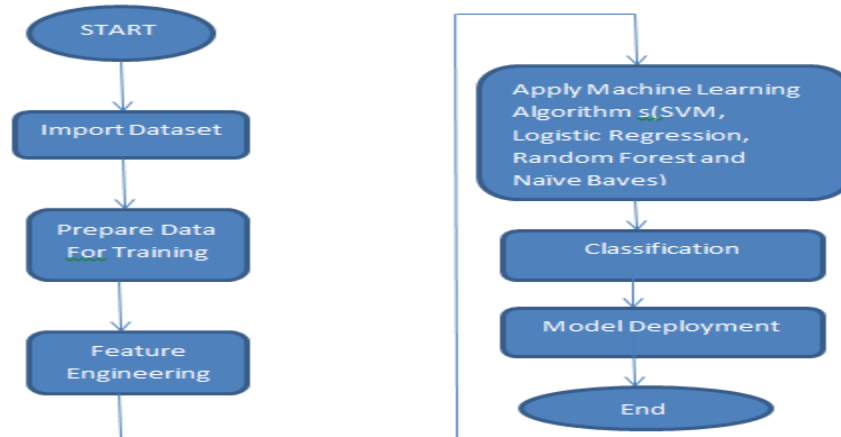 START
Import Dataset
Prepare Data
For Training
Feature
Engineering
Apply Machine Learning
Algorithm s(SVM,
Logistic Regression,
Random Forest and
Naïve Bayes)
Classification
Model Deployment
End